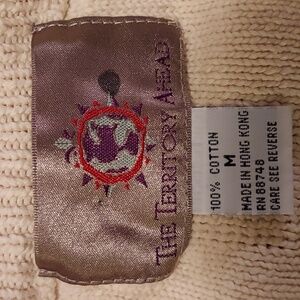 THE TERRITORY AHEAD
100% COTTON
M
MADE IN HONG KONG
RN 88748
CARE SEE REVERSE